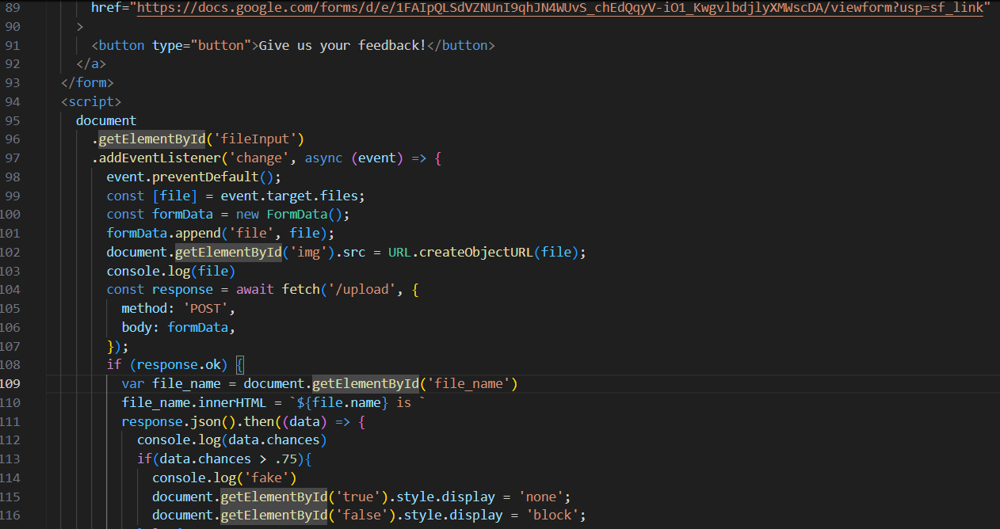 89 href="https://docs.google.com/forms/d/e/1FAIpQLSdVZNUnI9qhJN4WUvS_chEdQqyV-iO1_KwgvlbdjlyXMWscDA/viewform?usp=sf_link"
90 >
91 <button type="button">Give us your feedback!</button>
92 </a>
93 </form>
94 <script>
95 document
96 .getElementById('fileInput')
97 .addEventListener('change', async (event) => {
98 event.preventDefault();
99 const [file] = event.target.files;
100 const formData = new FormData();
101 formData.append('file', file);
102 document.getElementById('img').src = URL.createObjectURL(file);
103 console.log(file)
104 const response = await fetch('/upload', {
105 method: 'POST',
106 body: formData,
107 });
108 if (response.ok) {
109 var file_name = document.getElementById('file_name')
110 file_name.innerHTML = `${file.name} is `
111 response.json().then((data) => {
112 console.log(data.chances)
113 if(data.chances > .75){
114 console.log('fake')
115 document.getElementById('true').style.display = 'none';
116 document.getElementById('false').style.display = 'block';